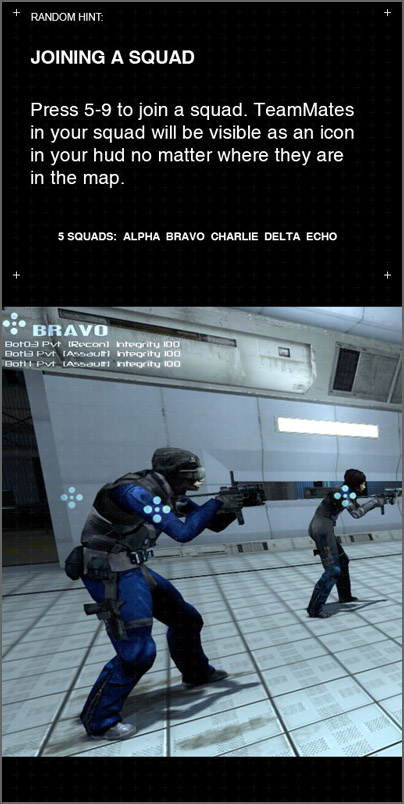 RANDOM HINT:
JOINING A SQUAD
Press 5-9 to join a squad. TeamMates
in your squad will be visible as an icon
in your hud no matter where they are
in the map.
5 SQUADS: ALPHA BRAVO CHARLIE DELTA ECHO
BRAVO
Bot03 Pvt [Recon] Integrity 100
Bot13 Pvt [Assault] Integrity 100
Bot11 Pvt [Assault] Integrity 100